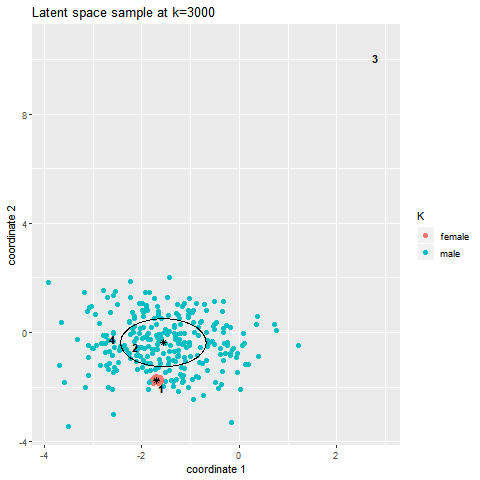 Latent space sample at k=3000
3
8
4
0
-4
4
2
1
-4
-2
0
2
coordinate 1
coordinate 2
K
female
male